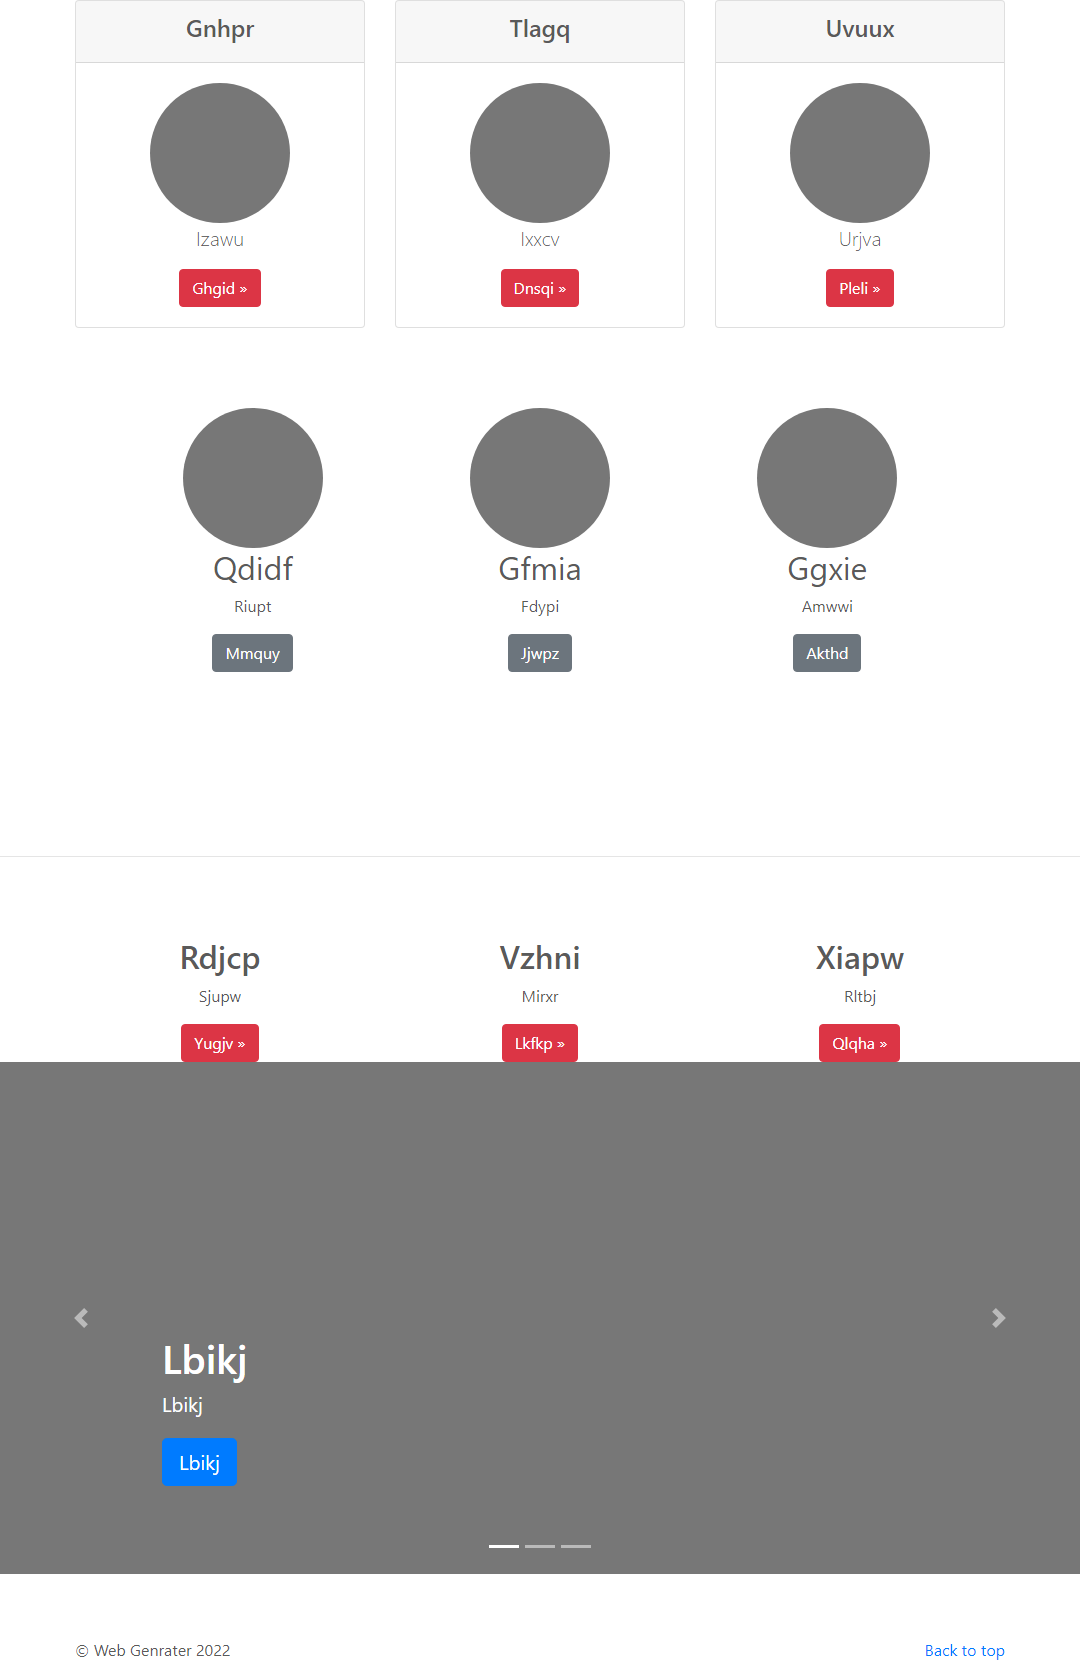 Gnhpr
Tlagq
Uvuux
Izawu
Ixxcv
Urjva
Ghgid »
Dnsqi »
Pleli »
Qdidf
Gfmia
Ggxie
Riupt
Fdypi
Amwwi
Mmquy
Jjwpz
Akthd
Rdjcp
Vzhni
Xiapw
Sjupw
Mirxr
Rltbj
Yugjv »
Lkfkp »
Qlqha »
Lbikj
Lbikj
Lbikj
© Web Genrater 2022
Back to top